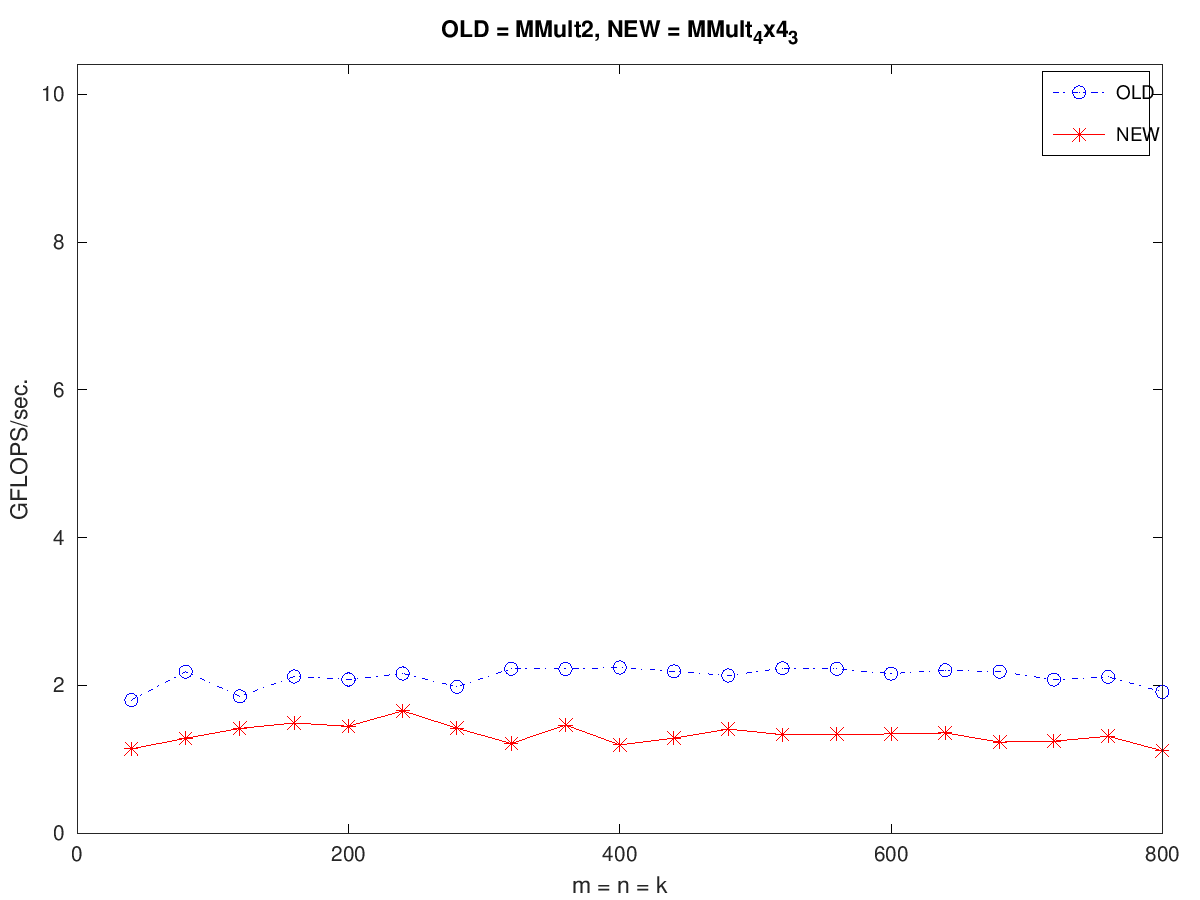 OLD = MMult2, NEW = MMult₄x4₃
10
8
6
4
2
0
GFLOPS/sec.
OLD
NEW
0 200 400 600 800
m = n = k